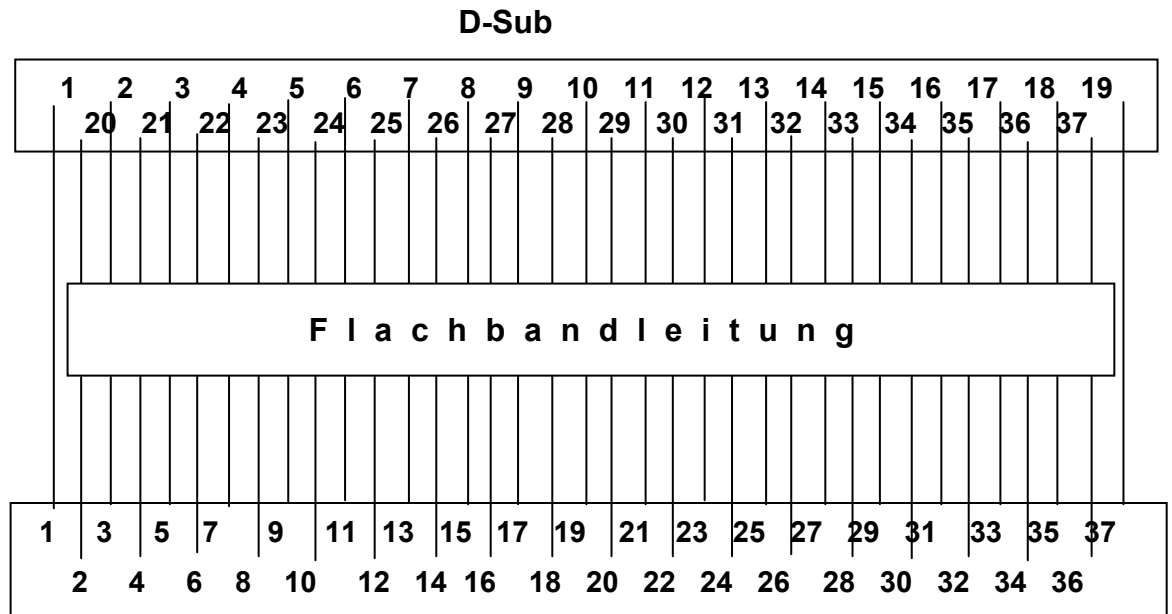 D-Sub
1 2 3 4 5 6 7 8 9 10 11 12 13 14 15 16 17 18 19
20 21 22 23 24 25 26 27 28 29 30 31 32 33 34 35 36 37
F l a c h b a n d l e i t u n g
1 3 5 7 9 11 13 15 17 19 21 23 25 27 29 31 33 35 37
2 4 6 8 10 12 14 16 18 20 22 24 26 28 30 32 34 36